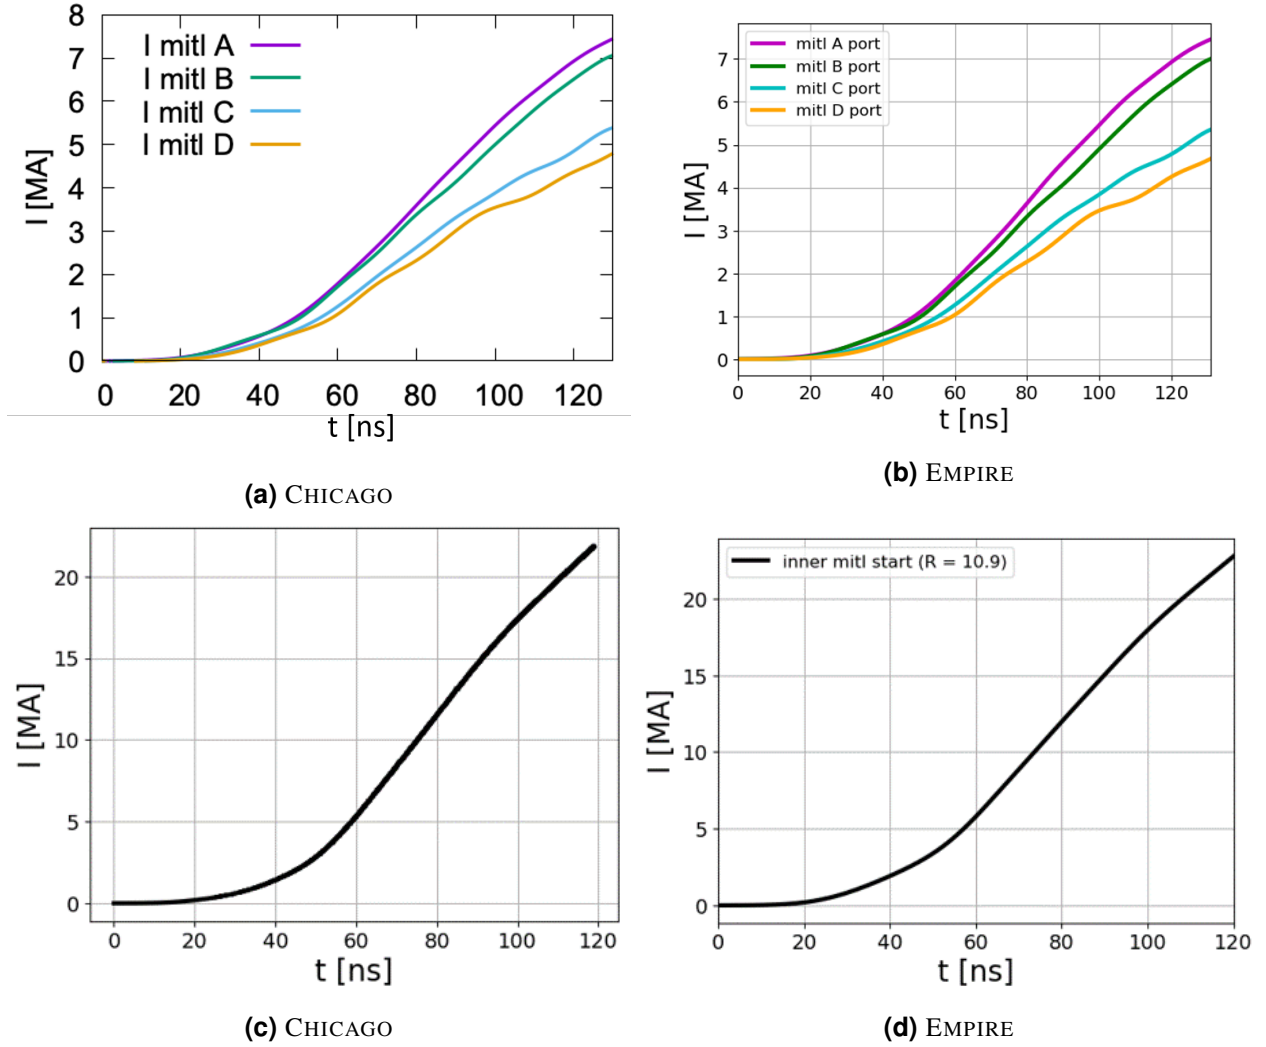 8
7
6
5
4
3
2
1
0
I [MA]
I mitl A
I mitl B
I mitl C
I mitl D
0 20 40 60 80 100 120
t [ns]
(a) CHICAGO
7
6
5
4
3
2
1
0
I [MA]
mitl A port
mitl B port
mitl C port
mitl D port
0 20 40 60 80 100 120
t [ns]
(b) EMPIRE
20
15
10
5
0
I [MA]
0 20 40 60 80 100 120
t [ns]
(c) CHICAGO
20
15
10
5
0
I [MA]
inner mitl start (R = 10.9)
0 20 40 60 80 100 120
t [ns]
(d) EMPIRE